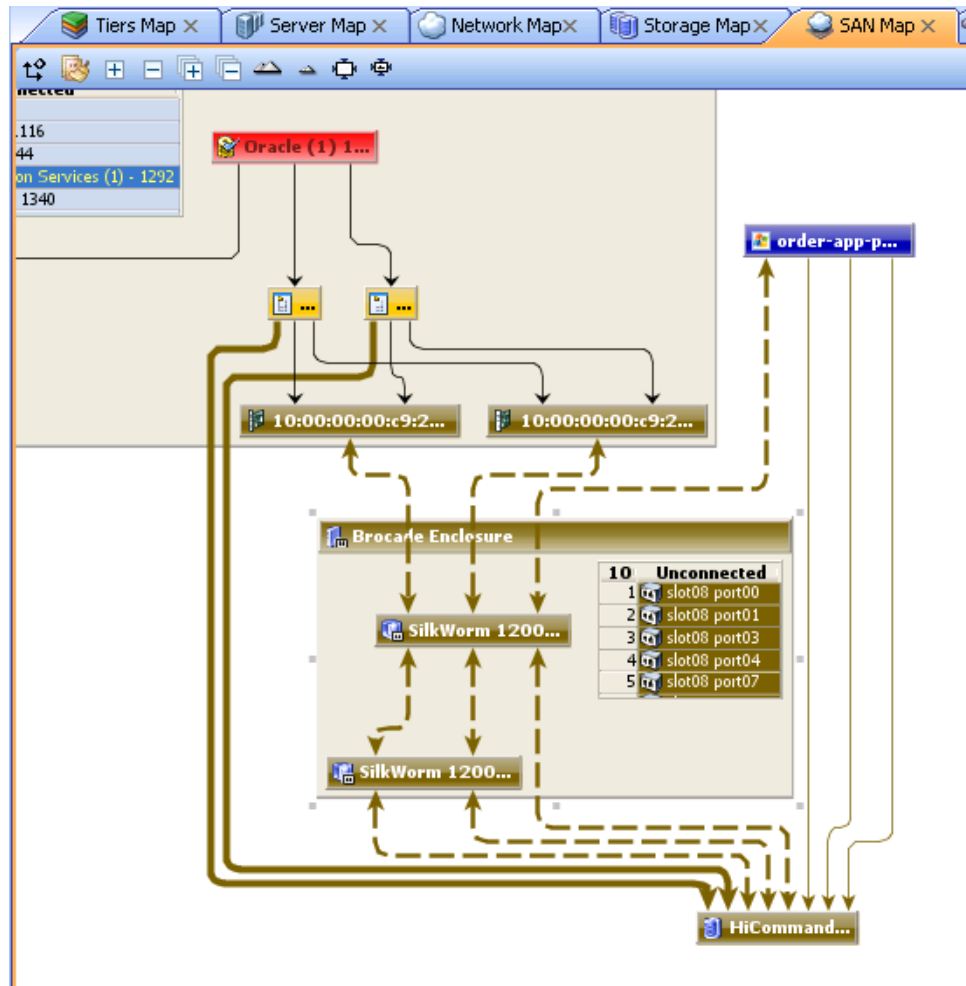 Tiers Map
Server Map
Network Map
Storage Map
SAN Map
nected
.116
44
on Services (1) - 1292
1340
Oracle (1) 1...
order-app-p...
...
...
10:00:00:00:c9:2...
10:00:00:00:c9:2...
Brocade Enclosure
10 Unconnected
1 slot08 port00
2 slot08 port01
3 slot08 port03
4 slot08 port04
5 slot08 port07
SilkWorm 1200...
SilkWorm 1200...
HiCommand...